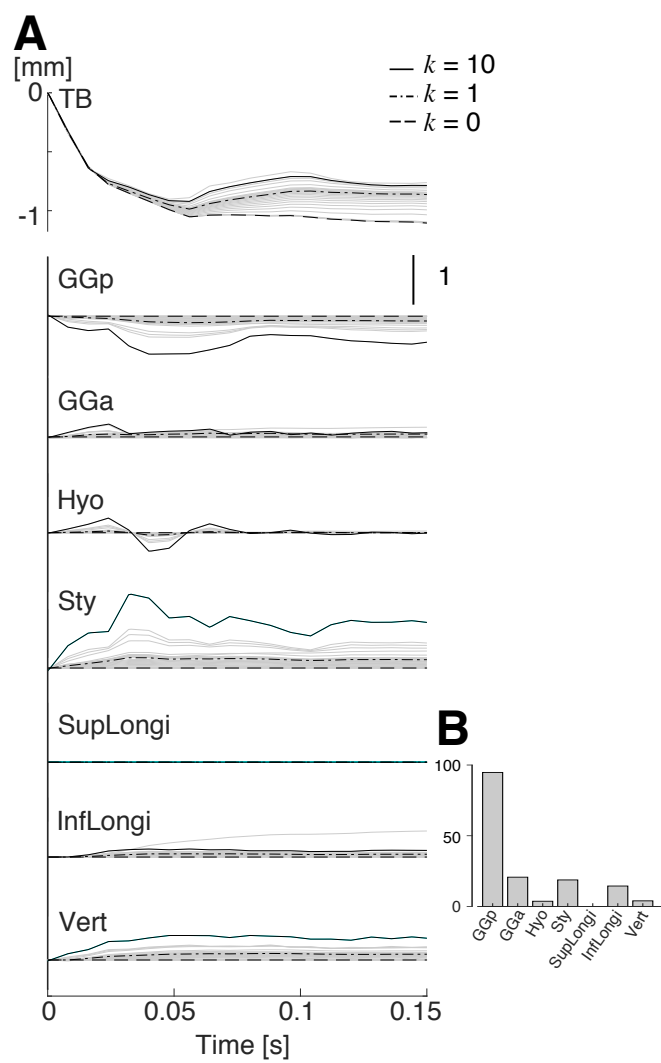 A
[mm]
0
TB
-1
k = 10
k = 1
k = 0
GGp
1
GGa
Hyo
Sty
SupLongi
InfLongi
Vert
0
0.05
0.1
0.15
Time [s]
B
100
50
0
GGp
GGa
Hyo
Sty
SupLongi
InfLongi
Vert